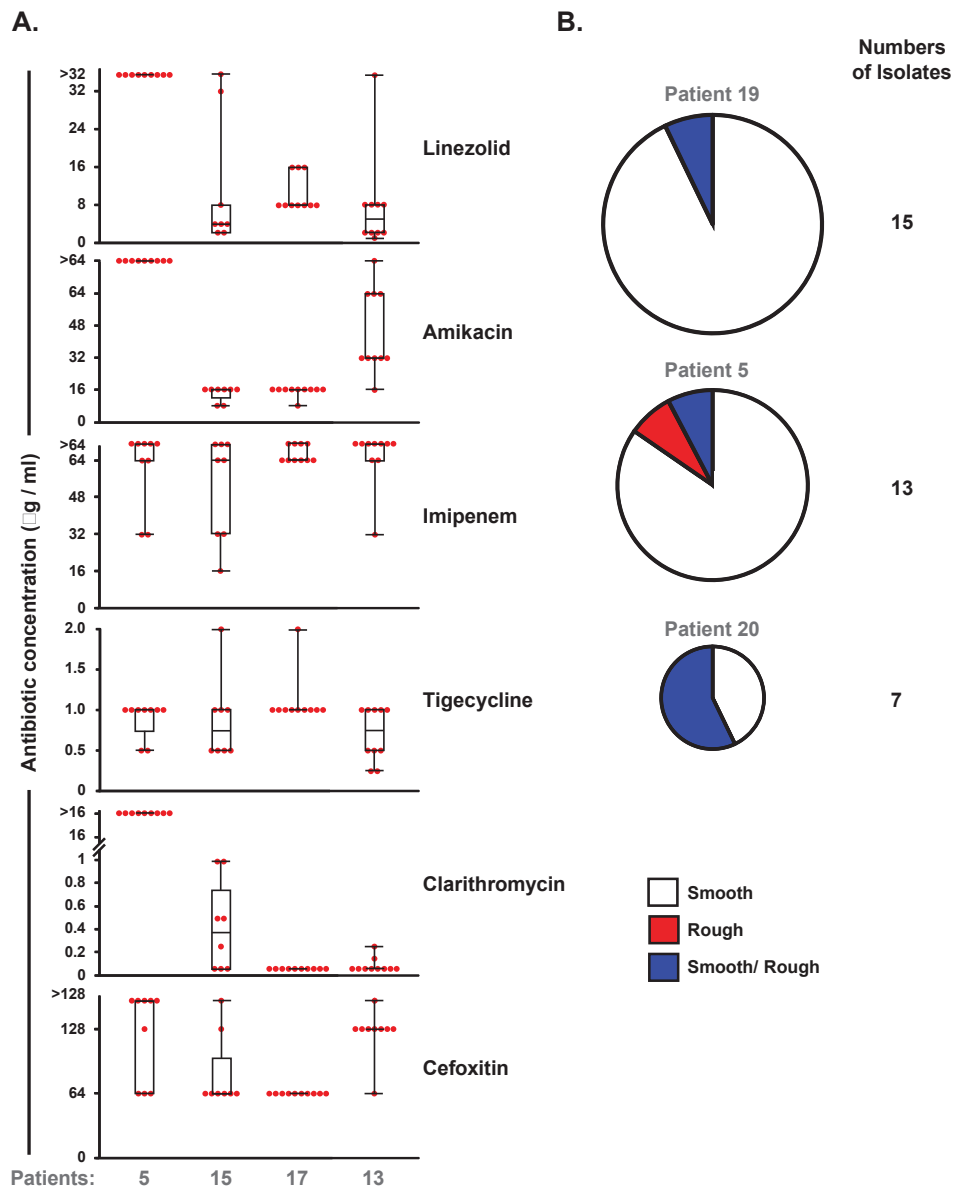 A.
Antibiotic concentration (□g / ml)
>32
32
24
16
8
0
Linezolid
>64
64
48
32
16
0
Amikacin
>64
64
48
32
16
0
Imipenem
2.0
1.0
0.5
0
Tigecycline
>16
16
1
0.8
0.6
0.4
0.2
0
Clarithromycin
>128
128
64
0
Cefoxitin
Patients: 5 15 17 13
B.
Numbers
of Isolates
Patient 19
15
Patient 5
13
Patient 20
7
Smooth
Rough
Smooth/ Rough